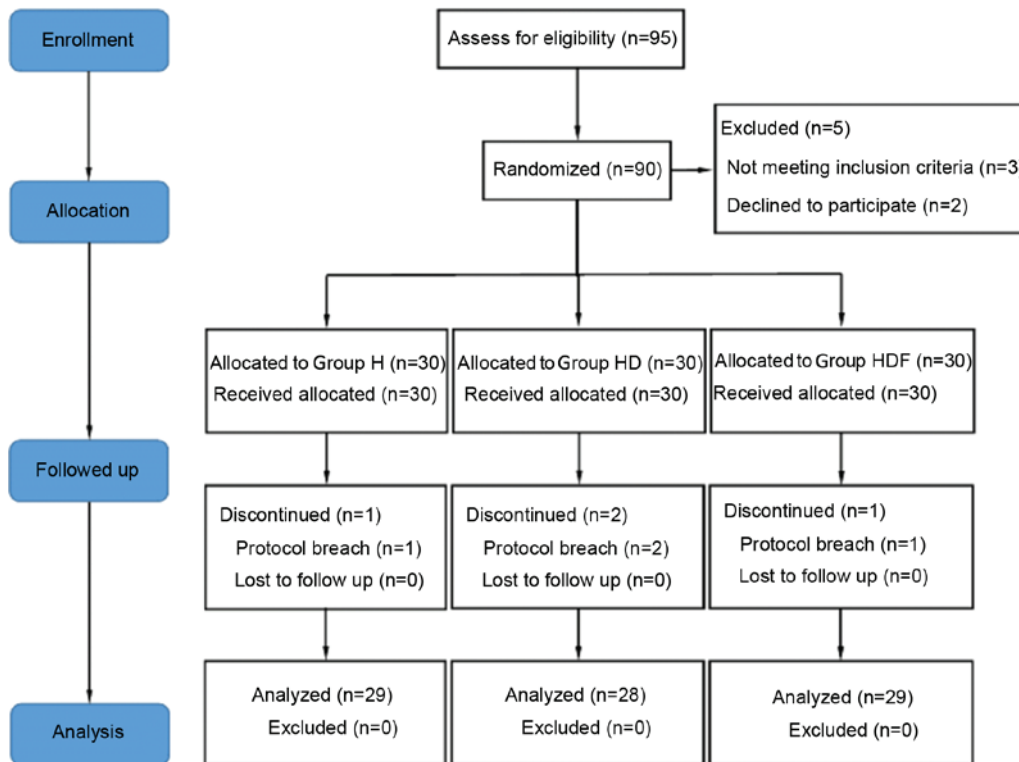 Enrollment
Assess for eligibility (n=95)
Excluded (n=5)
Not meeting inclusion criteria (n=3
Declined to participate (n=2)
Randomized (n=90)
Allocation
Allocated to Group H (n=30)
Received allocated (n=30)
Allocated to Group HD (n=30)
Received allocated (n=30)
Allocated to Group HDF (n=30)
Received allocated (n=30)
Followed up
Discontinued (n=1)
Protocol breach (n=1)
Lost to follow up (n=0)
Discontinued (n=2)
Protocol breach (n=2)
Lost to follow up (n=0)
Discontinued (n=1)
Protocol breach (n=1)
Lost to follow up (n=0)
Analysis
Analyzed (n=29)
Excluded (n=0)
Analyzed (n=28)
Excluded (n=0)
Analyzed (n=29)
Excluded (n=0)